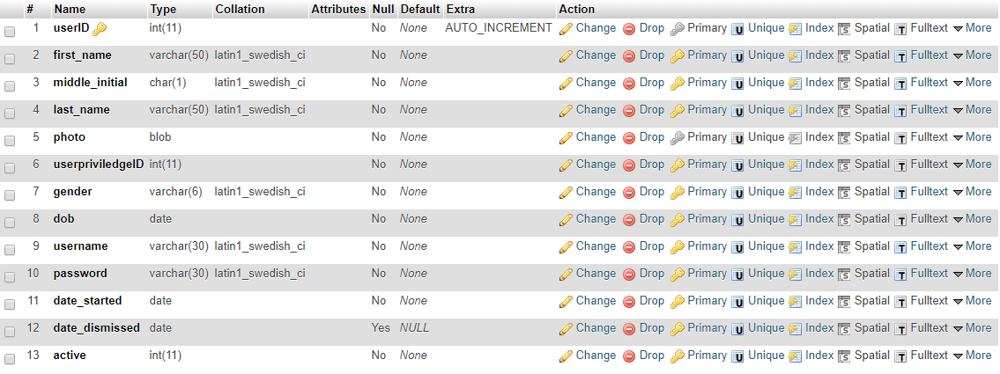 # Name Type Collation Attributes Null Default Extra Action
1 userID int(11) No None AUTO_INCREMENT Change Drop Primary Unique Index Spatial Fulltext More
2 first_name varchar(50) latin1_swedish_ci No None Change Drop Primary Unique Index Spatial Fulltext More
3 middle_initial char(1) latin1_swedish_ci No None Change Drop Primary Unique Index Spatial Fulltext More
4 last_name varchar(50) latin1_swedish_ci No None Change Drop Primary Unique Index Spatial Fulltext More
5 photo blob No None Change Drop Primary Unique Index Spatial Fulltext More
6 userpriviledgeID int(11) No None Change Drop Primary Unique Index Spatial Fulltext More
7 gender varchar(6) latin1_swedish_ci No None Change Drop Primary Unique Index Spatial Fulltext More
8 dob date No None Change Drop Primary Unique Index Spatial Fulltext More
9 username varchar(30) latin1_swedish_ci No None Change Drop Primary Unique Index Spatial Fulltext More
10 password varchar(30) latin1_swedish_ci No None Change Drop Primary Unique Index Spatial Fulltext More
11 date_started date No None Change Drop Primary Unique Index Spatial Fulltext More
12 date_dismissed date Yes NULL Change Drop Primary Unique Index Spatial Fulltext More
13 active int(11) No None Change Drop Primary Unique Index Spatial Fulltext More